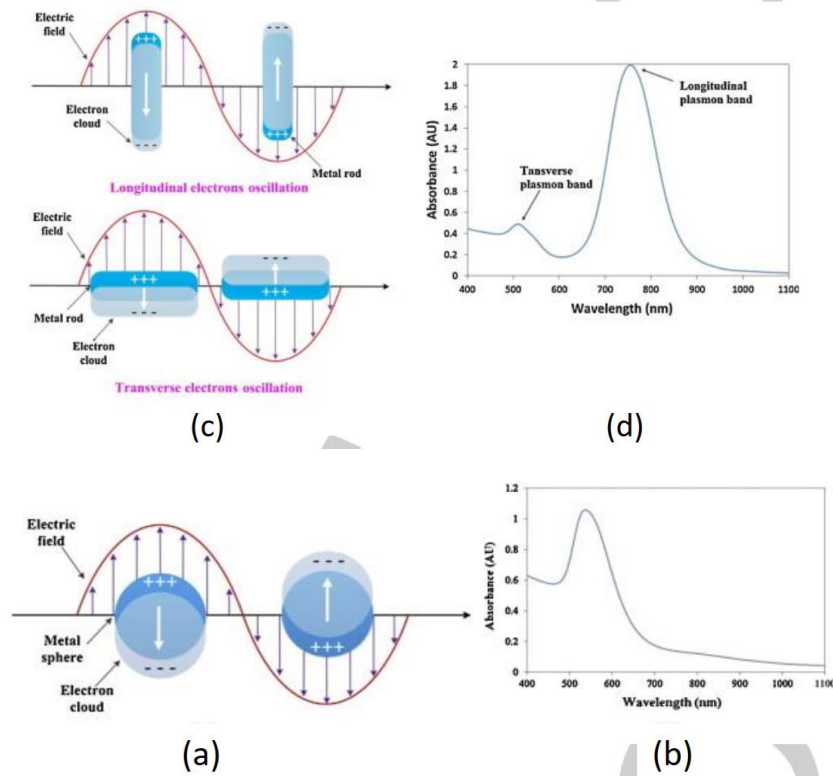 Electric
field
+++
- - -
Electron
cloud
- - -
+++
Metal rod
Longitudinal electrons oscillation
Electric
field
+++
- - -
Metal rod
Electron
cloud
- - -
+++
Transverse electrons oscillation
(c)
2
1.8
1.6
1.4
1.2
1
0.8
0.6
0.4
0.2
0
Absorbance (AU)
Longitudinal
plasmon band
Tansverse
plasmon band
400 500 600 700 800 900 1000 1100
Wavelength (nm)
(d)
Electric
field
+++
- - -
Metal
sphere
Electron
cloud
- - -
+++
(a)
1.2
1
0.8
0.6
0.4
0.2
0
Absorbance (AU)
400 500 600 700 800 900 1000 1100
Wavelength (nm)
(b)